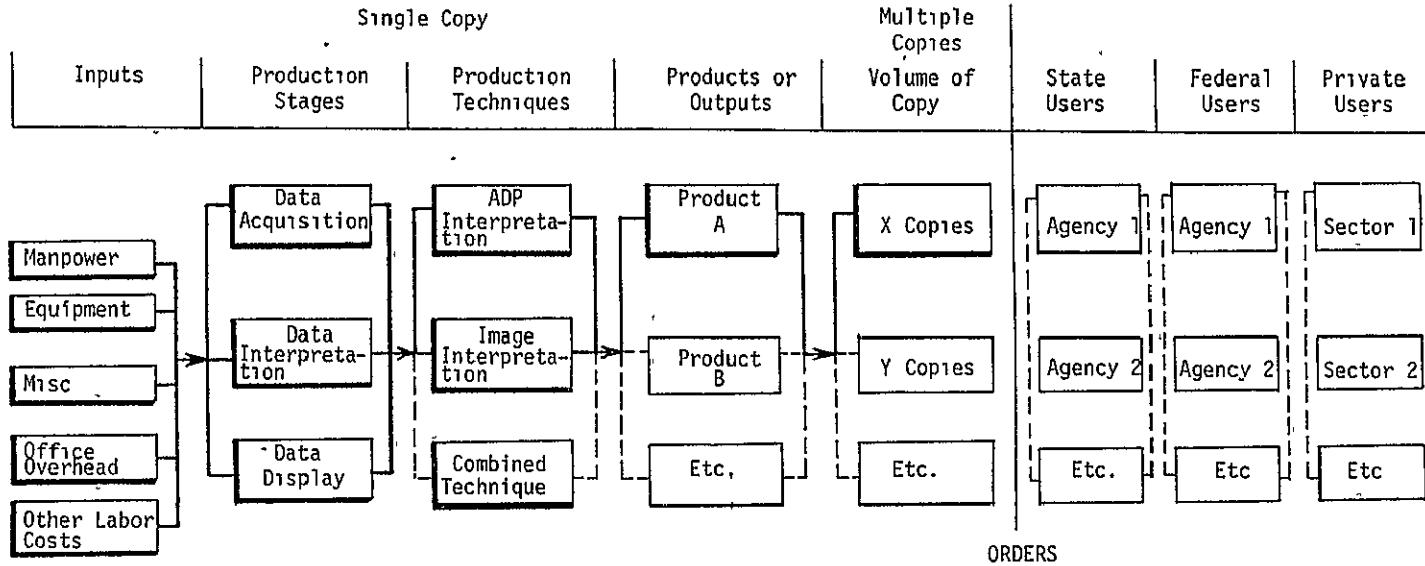 Single Copy
Multiple
Copies
Inputs
Production
Stages
Production
Techniques
Products or
Outputs
Volume of
Copy
State
Users
Federal
Users
Private
Users
Manpower
Equipment
Misc
Office
Overhead
Other Labor
Costs
Data
Acquisition
Data
Interpreta-
tion
Data
Display
ADP
Interpreta-
tion
Image
Interpreta-
tion
Combined
Technique
Product
A
Product
B
Etc.
X Copies
Y Copies
Etc.
Agency 1
Agency 2
Etc.
Agency 1
Agency 2
Etc
Sector 1
Sector 2
Etc
ORDERS